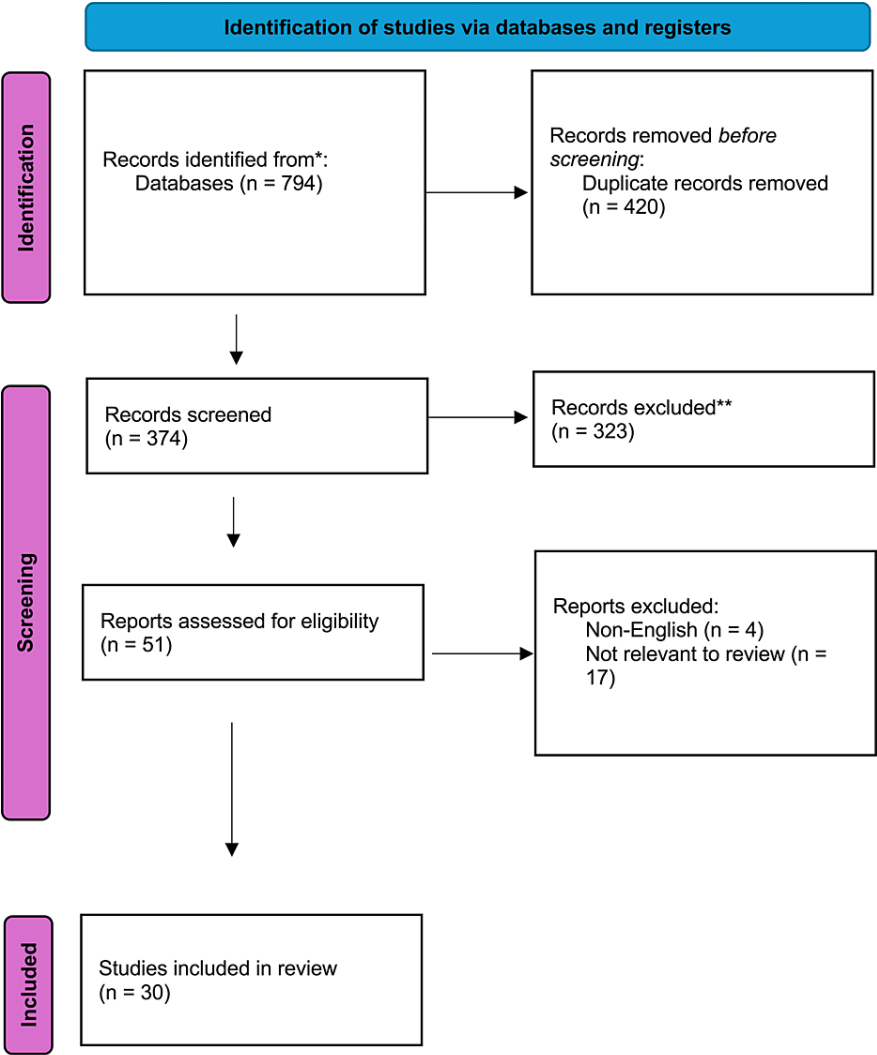 Identification of studies via databases and registers
Identification
Records identified from*:
Databases (n = 794)
Records removed before
screening:
Duplicate records removed
(n = 420)
Screening
Records screened
(n = 374)
Records excluded**
(n = 323)
Reports assessed for eligibility
(n = 51)
Reports excluded:
Non-English (n = 4)
Not relevant to review (n =
17)
Included
Studies included in review
(n = 30)